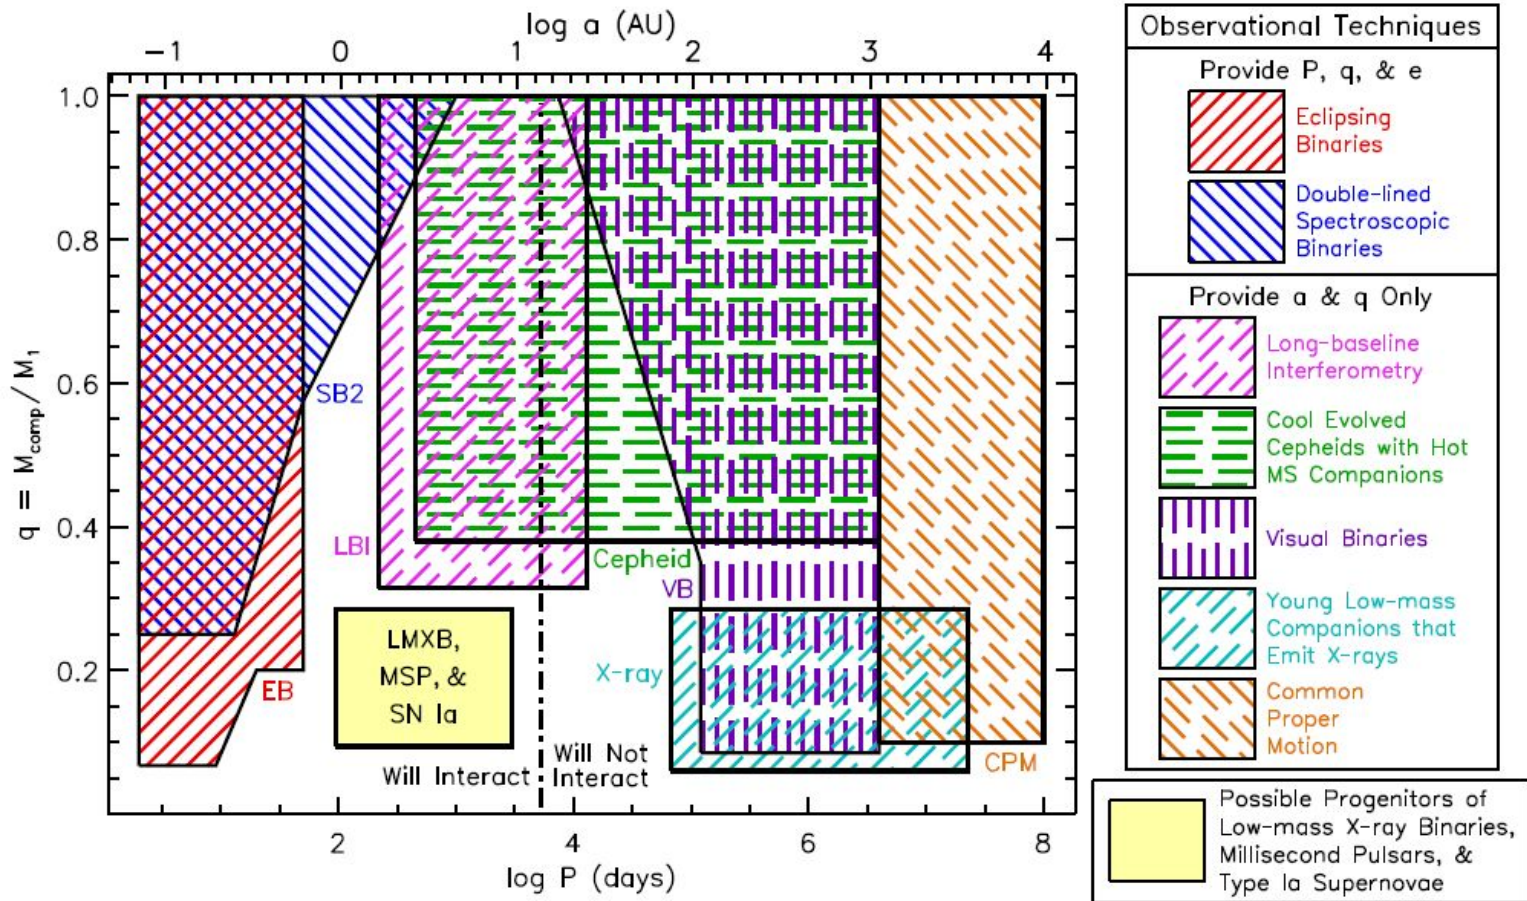 log a (AU)
−1 0 1 2 3 4
1.0
0.8
0.6
0.4
0.2
q = Mcomp/M1
SB2
LBI
Cepheid
VB
LMXB,
MSP, &
SN Ia
X-ray
EB
Will Interact
Will Not
Interact
CPM
2 4 6 8
log P (days)
Observational Techniques
Provide P, q, & e
Eclipsing
Binaries
Double-lined
Spectroscopic
Binaries
Provide a & q Only
Long-baseline
Interferometry
Cool Evolved
Cepheids with Hot
MS Companions
Visual Binaries
Young Low-mass
Companions that
Emit X-rays
Common
Proper
Motion
Possible Progenitors of
Low-mass X-ray Binaries,
Millisecond Pulsars, &
Type Ia Supernovae